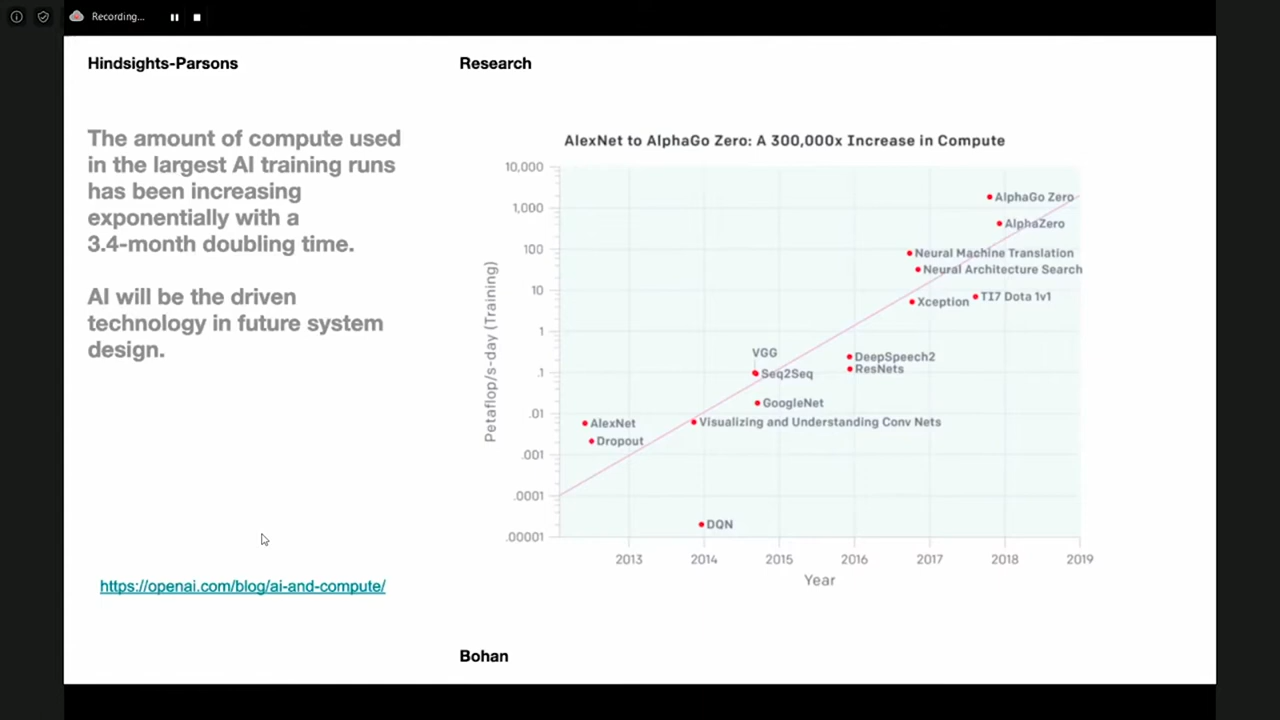 Recording...
Hindsights-Parsons
Research
The amount of compute used
in the largest AI training runs
has been increasing
exponentially with a
3.4-month doubling time.
AI will be the driven
technology in future system
design.
https://openai.com/blog/ai-and-compute/
AlexNet to AlphaGo Zero: A 300,000x Increase in Compute
Petaflop/s-day (Training)
10,000
1,000
100
10
1
.1
.01
.001
.0001
.00001
AlphaGo Zero
AlphaZero
Neural Machine Translation
Neural Architecture Search
TI7 Dota 1v1
Xception
VGG
DeepSpeech2
ResNets
Seq2Seq
GoogleNet
AlexNet
Visualizing and Understanding Conv Nets
Dropout
DQN
2013 2014 2015 2016 2017 2018 2019
Year
Bohan